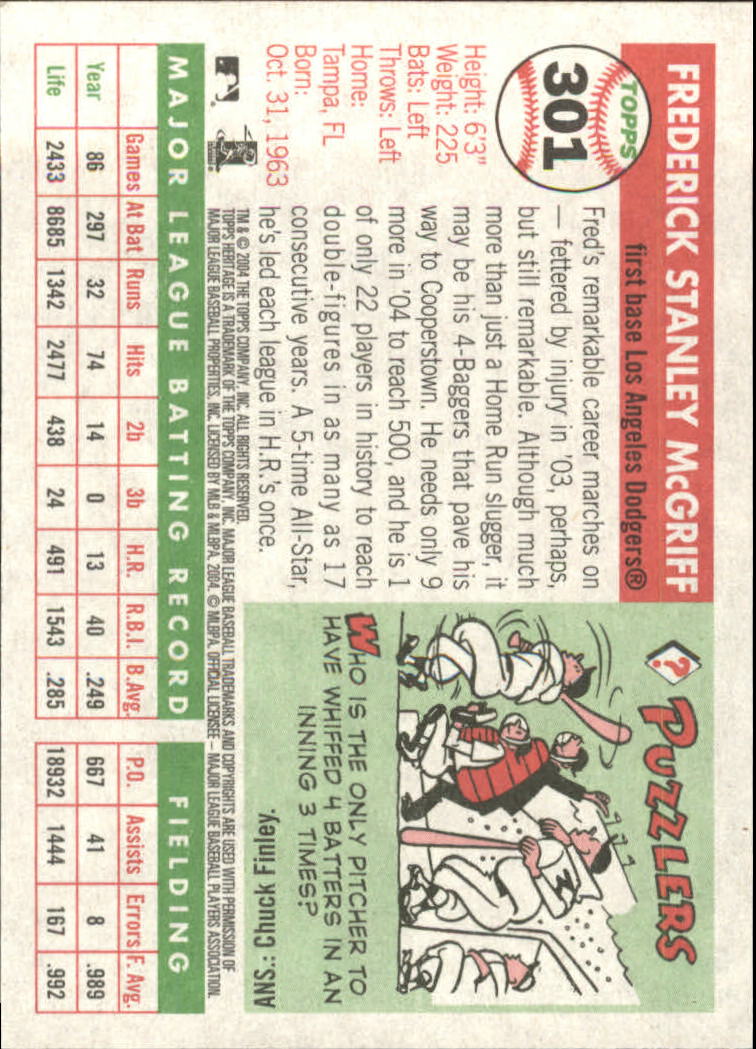 FREDERICK STANLEY McGRIFF
first base Los Angeles Dodgers®
TOPPS
301
Height: 6'3"
Weight: 225
Bats: Left
Throws: Left
Home:
Tampa, FL
Born:
Oct. 31, 1963
Fred's remarkable career marches on
— fettered by injury in '03, perhaps,
but still remarkable. Although much
more than just a Home Run slugger, it
may be his 4-Baggers that pave his
way to Cooperstown. He needs only 9
more in '04 to reach 500, and he is 1
of only 22 players in history to reach
double-figures in as many as 17
consecutive years. A 5-time All-Star,
he's led each league in H.R.'s once.
?
PUZZLERS
WHO IS THE ONLY PITCHER TO
HAVE WHIFFED 4 BATTERS IN AN
INNING 3 TIMES?
ANS.: Chuck Finley.
TM & © 2004 THE TOPPS COMPANY, INC. ALL RIGHTS RESERVED.
TOPPS HERITAGE IS A TRADEMARK OF THE TOPPS COMPANY, INC. MAJOR LEAGUE BASEBALL TRADEMARKS AND COPYRIGHTS ARE USED WITH PERMISSION OF
MAJOR LEAGUE BASEBALL PROPERTIES, INC. LICENSED BY MLB & MLBPA, 2004. © MLBPA. OFFICIAL LICENSEE – MAJOR LEAGUE BASEBALL PLAYERS ASSOCIATION.
MAJOR LEAGUE BATTING RECORD FIELDING
Year Games At Bat Runs Hits 2b 3b H.R. R.B.I. B.Avg. P.O. Assists Errors F. Avg.
86 297 32 74 14 0 13 40 .249 667 41 8 .989
Life 2433 8685 1342 2477 438 24 491 1543 .285 18932 1444 167 .992